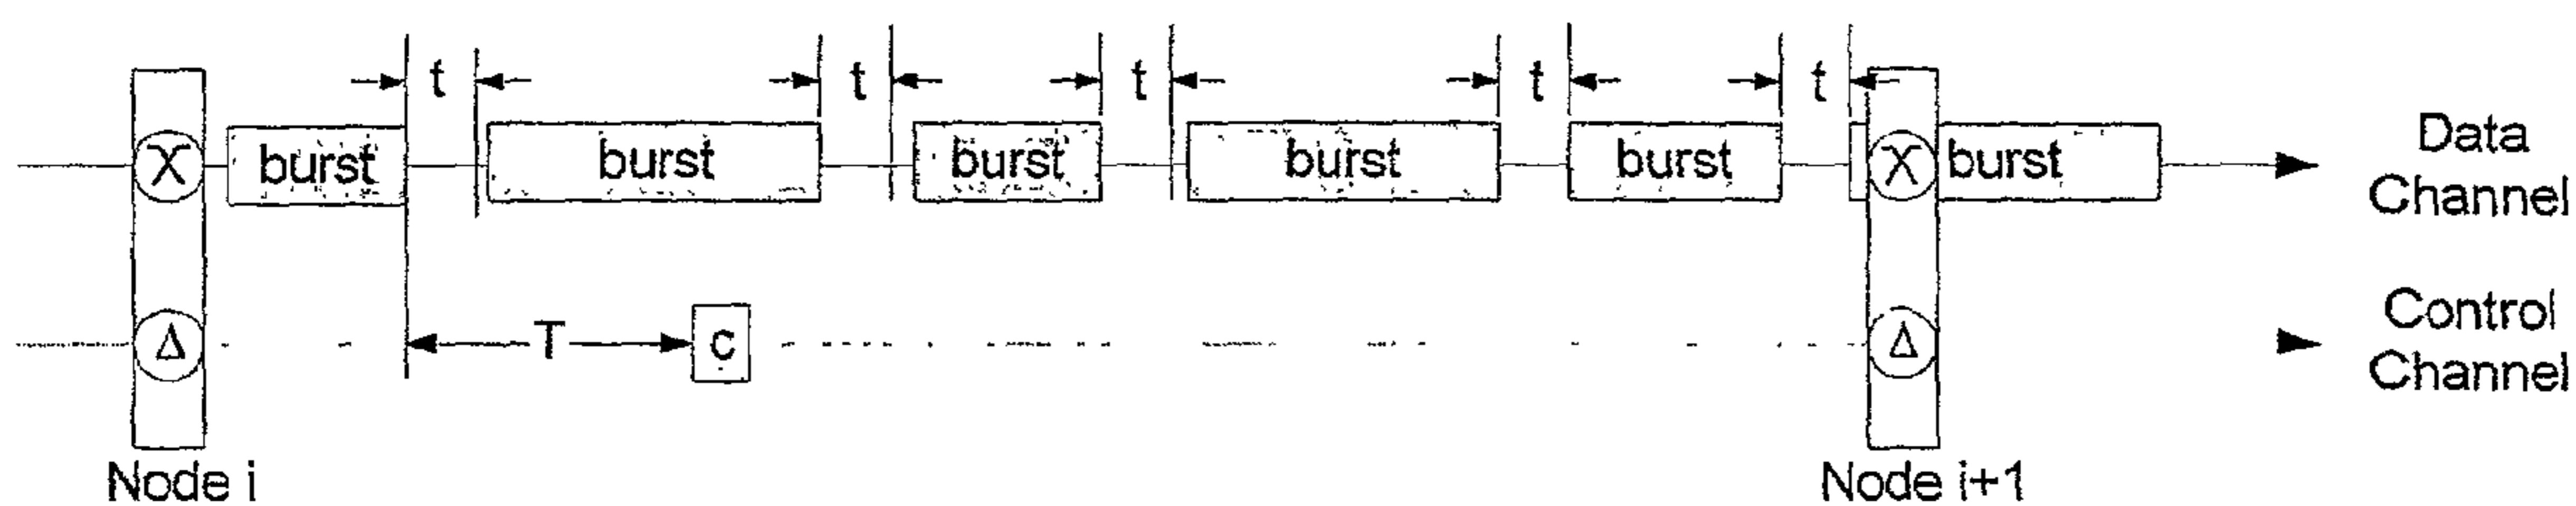 t t t t t
burst burst burst burst burst burst
Data
Channel
T c
Control
Channel
Node i Node i+1